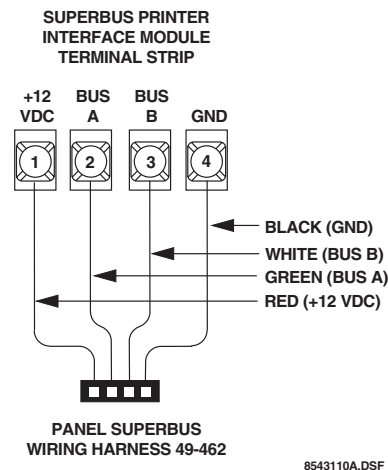 SUPERBUS PRINTER
INTERFACE MODULE
TERMINAL STRIP
+12 VDC
BUS A
BUS B
GND
1
2
3
4
BLACK (GND)
WHITE (BUS B)
GREEN (BUS A)
RED (+12 VDC)
PANEL SUPERBUS
WIRING HARNESS 49-462
8543110A.DSF